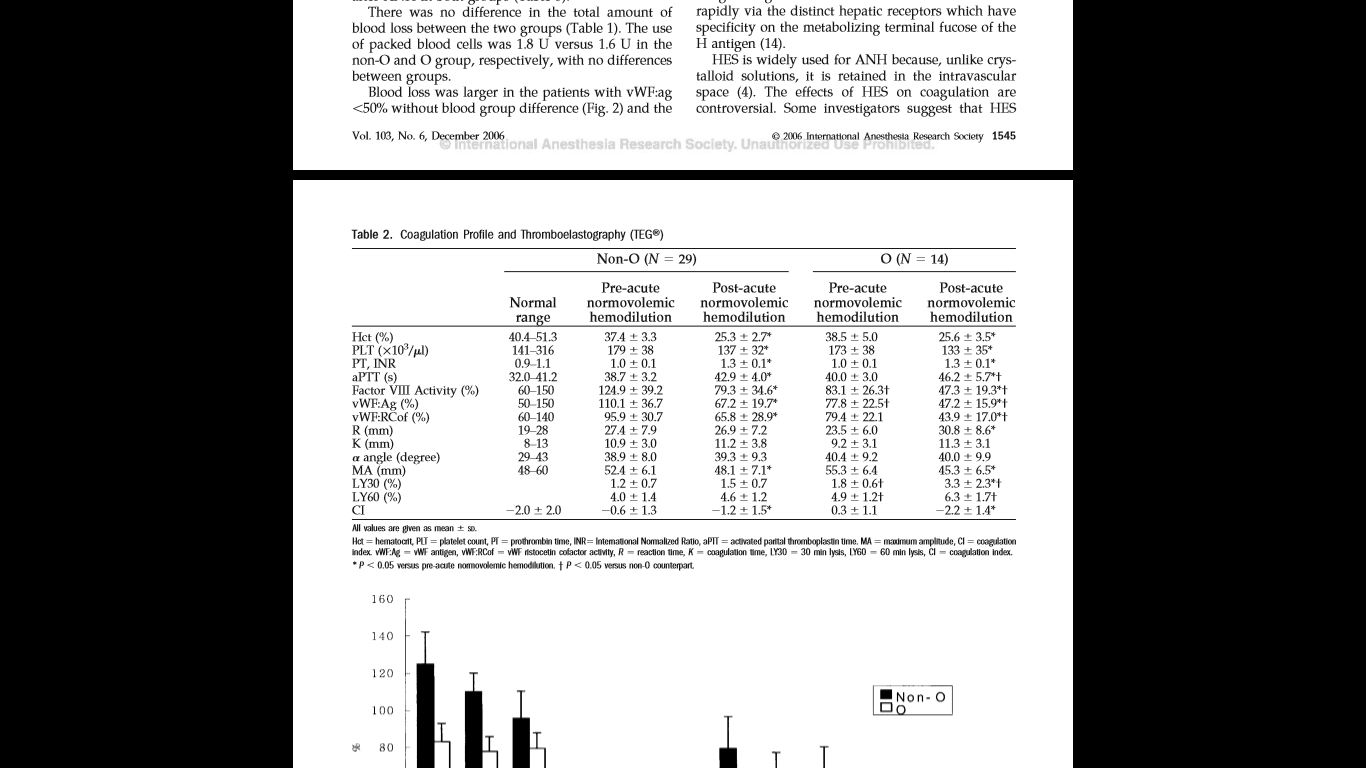 There was no difference in the total amount of
blood loss between the two groups (Table 1). The use
of packed blood cells was 1.8 U versus 1.6 U in the
non-O and O group, respectively, with no differences
between groups.
Blood loss was larger in the patients with vWF:ag
<50% without blood group difference (Fig. 2) and the
rapidly via the distinct hepatic receptors which have
specificity on the metabolizing terminal fucose of the
H antigen (14).
HES is widely used for ANH because, unlike crys-
talloid solutions, it is retained in the intravascular
space (4). The effects of HES on coagulation are
controversial. Some investigators suggest that HES
Vol. 103, No. 6, December 2006
© 2006 International Anesthesia Research Society 1545
© International Anesthesia Research Society. Unauthorized Use Prohibited.
Table 2. Coagulation Profile and Thromboelastography (TEG®)
Non-O (N = 29) O (N = 14)
Pre-acute Post-acute Pre-acute Post-acute
Normal normovolemic normovolemic normovolemic normovolemic
range hemodilution hemodilution hemodilution hemodilution
Hct (%) 40.4–51.3 37.4 ± 3.3 25.3 ± 2.7* 38.5 ± 5.0 25.6 ± 3.5*
PLT (×10³/μl) 141–316 179 ± 38 137 ± 32* 173 ± 38 133 ± 35*
PT, INR 0.9–1.1 1.0 ± 0.1 1.3 ± 0.1* 1.0 ± 0.1 1.3 ± 0.1*
aPTT (s) 32.0–41.2 38.7 ± 3.2 42.9 ± 4.0* 40.0 ± 3.0 46.2 ± 5.7*†
Factor VIII Activity (%) 60–150 124.9 ± 39.2 79.3 ± 34.6* 83.1 ± 26.3† 47.3 ± 19.3*†
vWF:Ag (%) 50–150 110.1 ± 36.7 67.2 ± 19.7* 77.8 ± 22.5† 47.2 ± 15.9*†
vWF:RCof (%) 60–140 95.9 ± 30.7 65.8 ± 28.9* 79.4 ± 22.1 43.9 ± 17.0*†
R (mm) 19–28 27.4 ± 7.9 26.9 ± 7.2 23.5 ± 6.0 30.8 ± 8.6*
K (mm) 8–13 10.9 ± 3.0 11.2 ± 3.8 9.2 ± 3.1 11.3 ± 3.1
α angle (degree) 29–43 38.9 ± 8.0 39.3 ± 9.3 40.4 ± 9.2 40.0 ± 9.9
MA (mm) 48–60 52.4 ± 6.1 48.1 ± 7.1* 55.3 ± 6.4 45.3 ± 6.5*
LY30 (%) 1.2 ± 0.7 1.5 ± 0.7 1.8 ± 0.6† 3.3 ± 2.3*†
LY60 (%) 4.0 ± 1.4 4.6 ± 1.2 4.9 ± 1.2† 6.3 ± 1.7†
CI −2.0 ± 2.0 −0.6 ± 1.3 −1.2 ± 1.5* 0.3 ± 1.1 −2.2 ± 1.4*
All values are given as mean ± SD.
Hct = hematocrit, PLT = platelet count, PT = prothrombin time, INR= International Normalized Ratio, aPTT = activated parital thromboplastin time. MA = maximum amplitude, CI = coagulation
index. vWF:Ag = vWF antigen, vWF:RCof = vWF ristocetin cofactor activity, R = reaction time, K = coagulation time, LY30 = 30 min lysis, LY60 = 60 min lysis, CI = coagulation index.
* P < 0.05 versus pre-acute normovolemic hemodilution. † P < 0.05 versus non-O counterpart.
160
140
120
100
80
%
Non-O
O